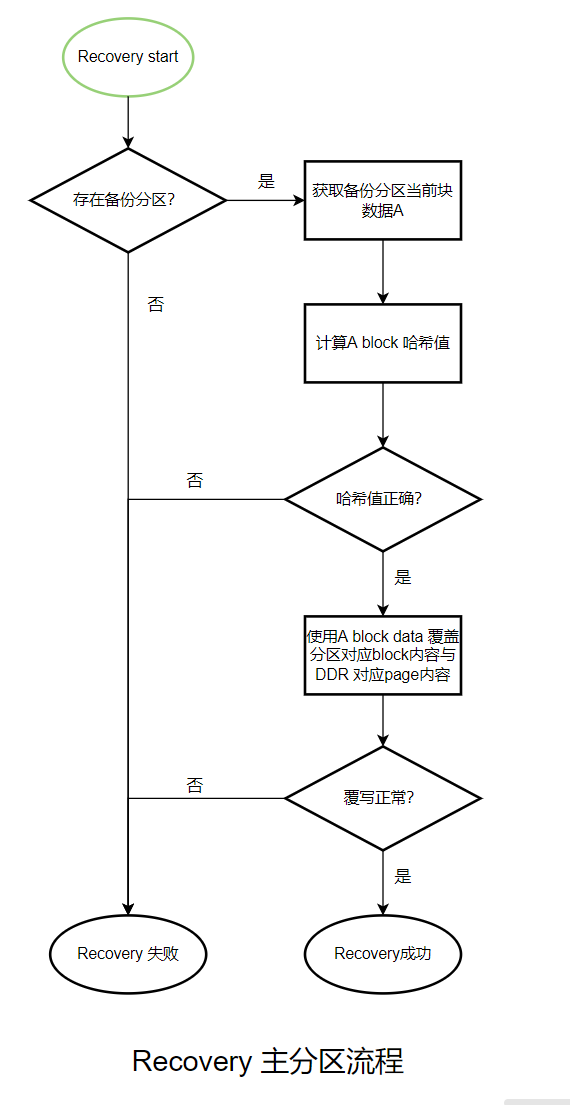 Recovery start
存在备份分区？
是
获取备份分区当前块
数据A
否
计算A block 哈希值
否
哈希值正确？
是
使用A block data 覆盖
分区对应block内容与
DDR 对应page内容
否
覆写正常？
是
Recovery 失败
Recovery成功
Recovery 主分区流程